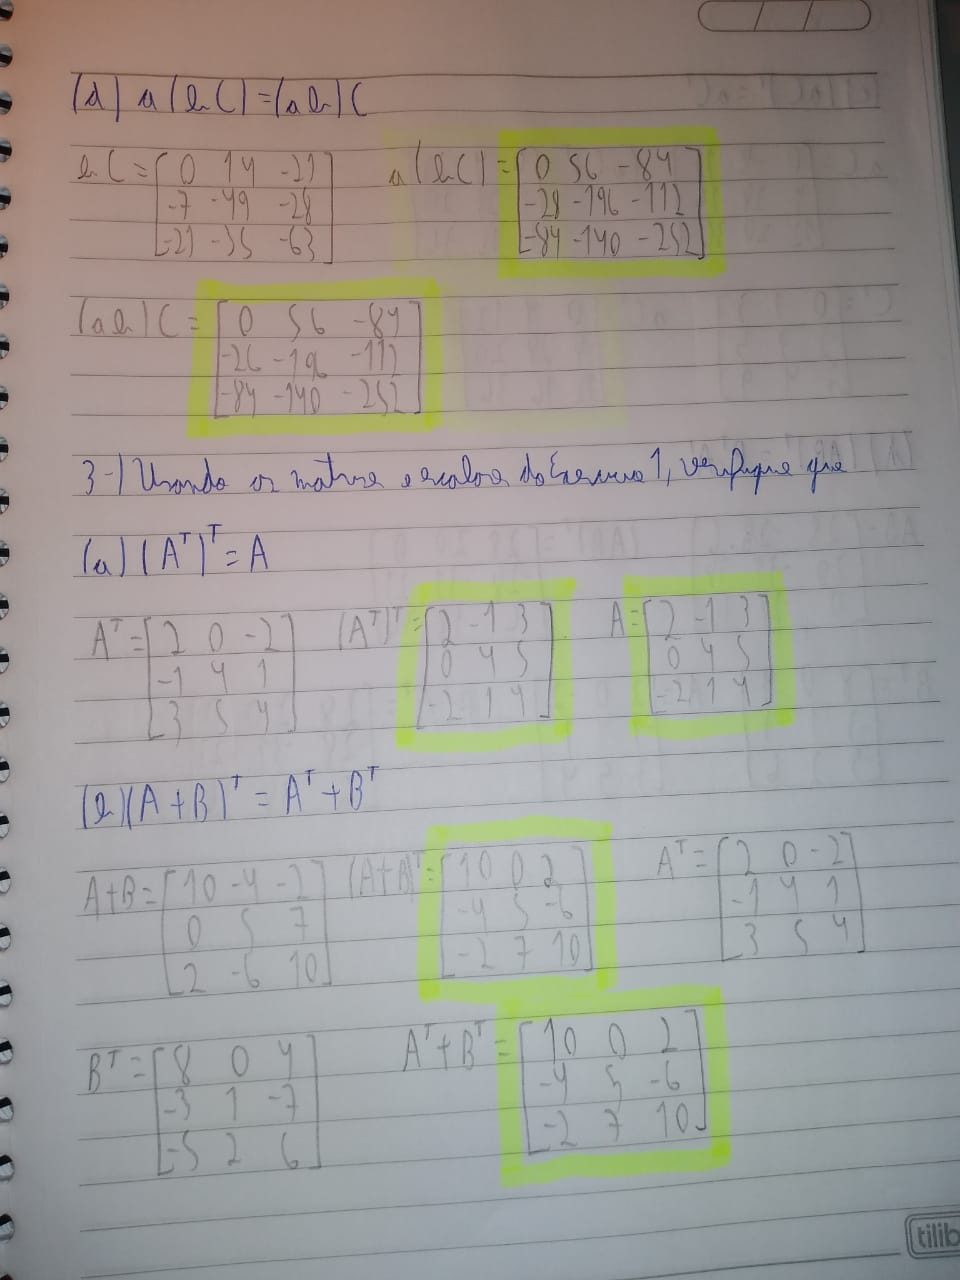 (d) a(bC)=(ab)C
bC = [0 14 -21 a(bC) = [0 56 -84
-7 -49 -28 -28 -196 -112
-21 -35 -63] -84 -140 -252]
(ab)C = [0 56 -84
-26 -196 -112
-84 -140 -252]
3-) Usando as matrizes e escalares do Exercício 1, verifique que
(a) (A^T)^T = A
A^T = [2 0 -2 (A^T)^T = [2 -1 3 A = [2 -1 3
-1 4 1 0 4 5 0 4 5
3 5 4] -2 1 4] -2 1 4]
(b) (A+B)^T = A^T + B^T
A+B = [10 -4 -2 (A+B)^T = [10 0 2 A^T = [2 0 -2
0 5 7 -4 5 -6 -1 4 1
2 -6 10] -2 7 10] 3 5 4]
B^T = [8 0 4 A^T+B^T = [10 0 2
-3 1 -7 -4 5 -6
-5 2 6] -2 7 10]
tilib